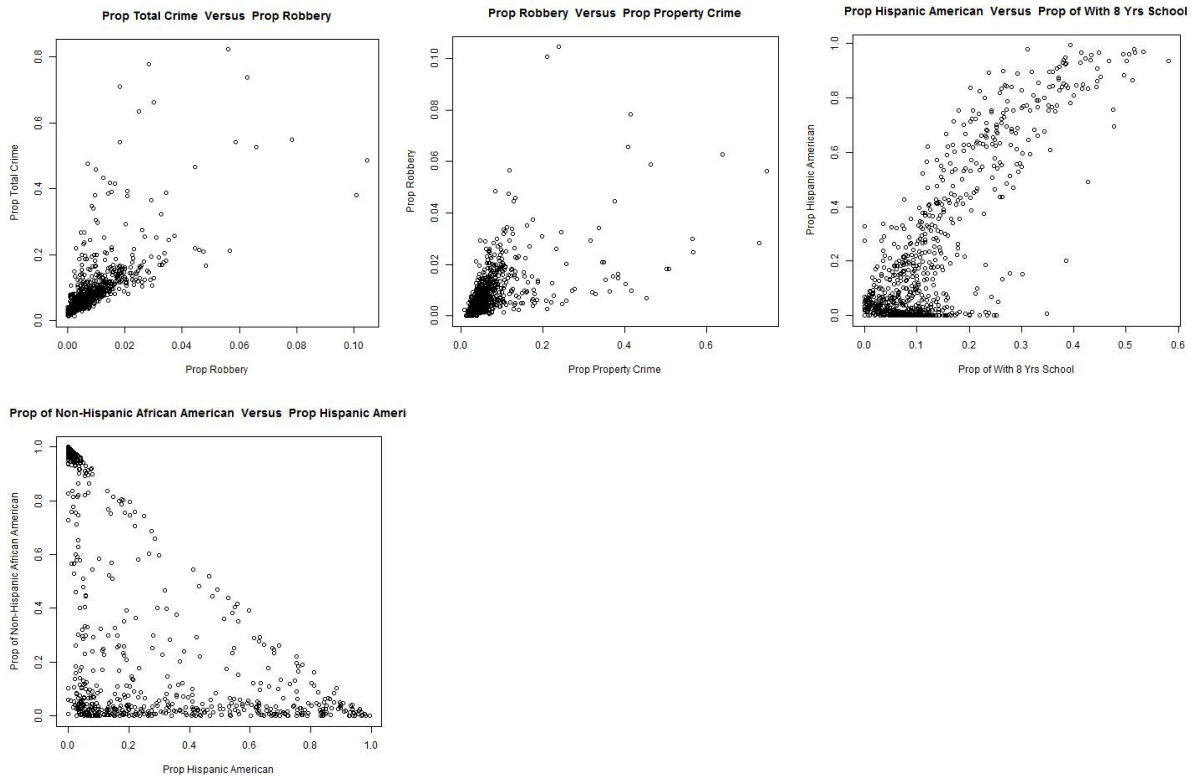 Prop Total Crime Versus Prop Robbery
Prop Total Crime
0.0 0.2 0.4 0.6 0.8
0.00 0.02 0.04 0.06 0.08 0.10
Prop Robbery
Prop Robbery Versus Prop Property Crime
Prop Robbery
0.00 0.02 0.04 0.06 0.08 0.10
0.0 0.2 0.4 0.6
Prop Property Crime
Prop Hispanic American Versus Prop of With 8 Yrs School
Prop Hispanic American
0.0 0.2 0.4 0.6 0.8 1.0
0.0 0.1 0.2 0.3 0.4 0.5 0.6
Prop of With 8 Yrs School
Prop of Non-Hispanic African American Versus Prop Hispanic Ameri
Prop of Non-Hispanic African American
0.0 0.2 0.4 0.6 0.8 1.0
0.0 0.2 0.4 0.6 0.8 1.0
Prop Hispanic American